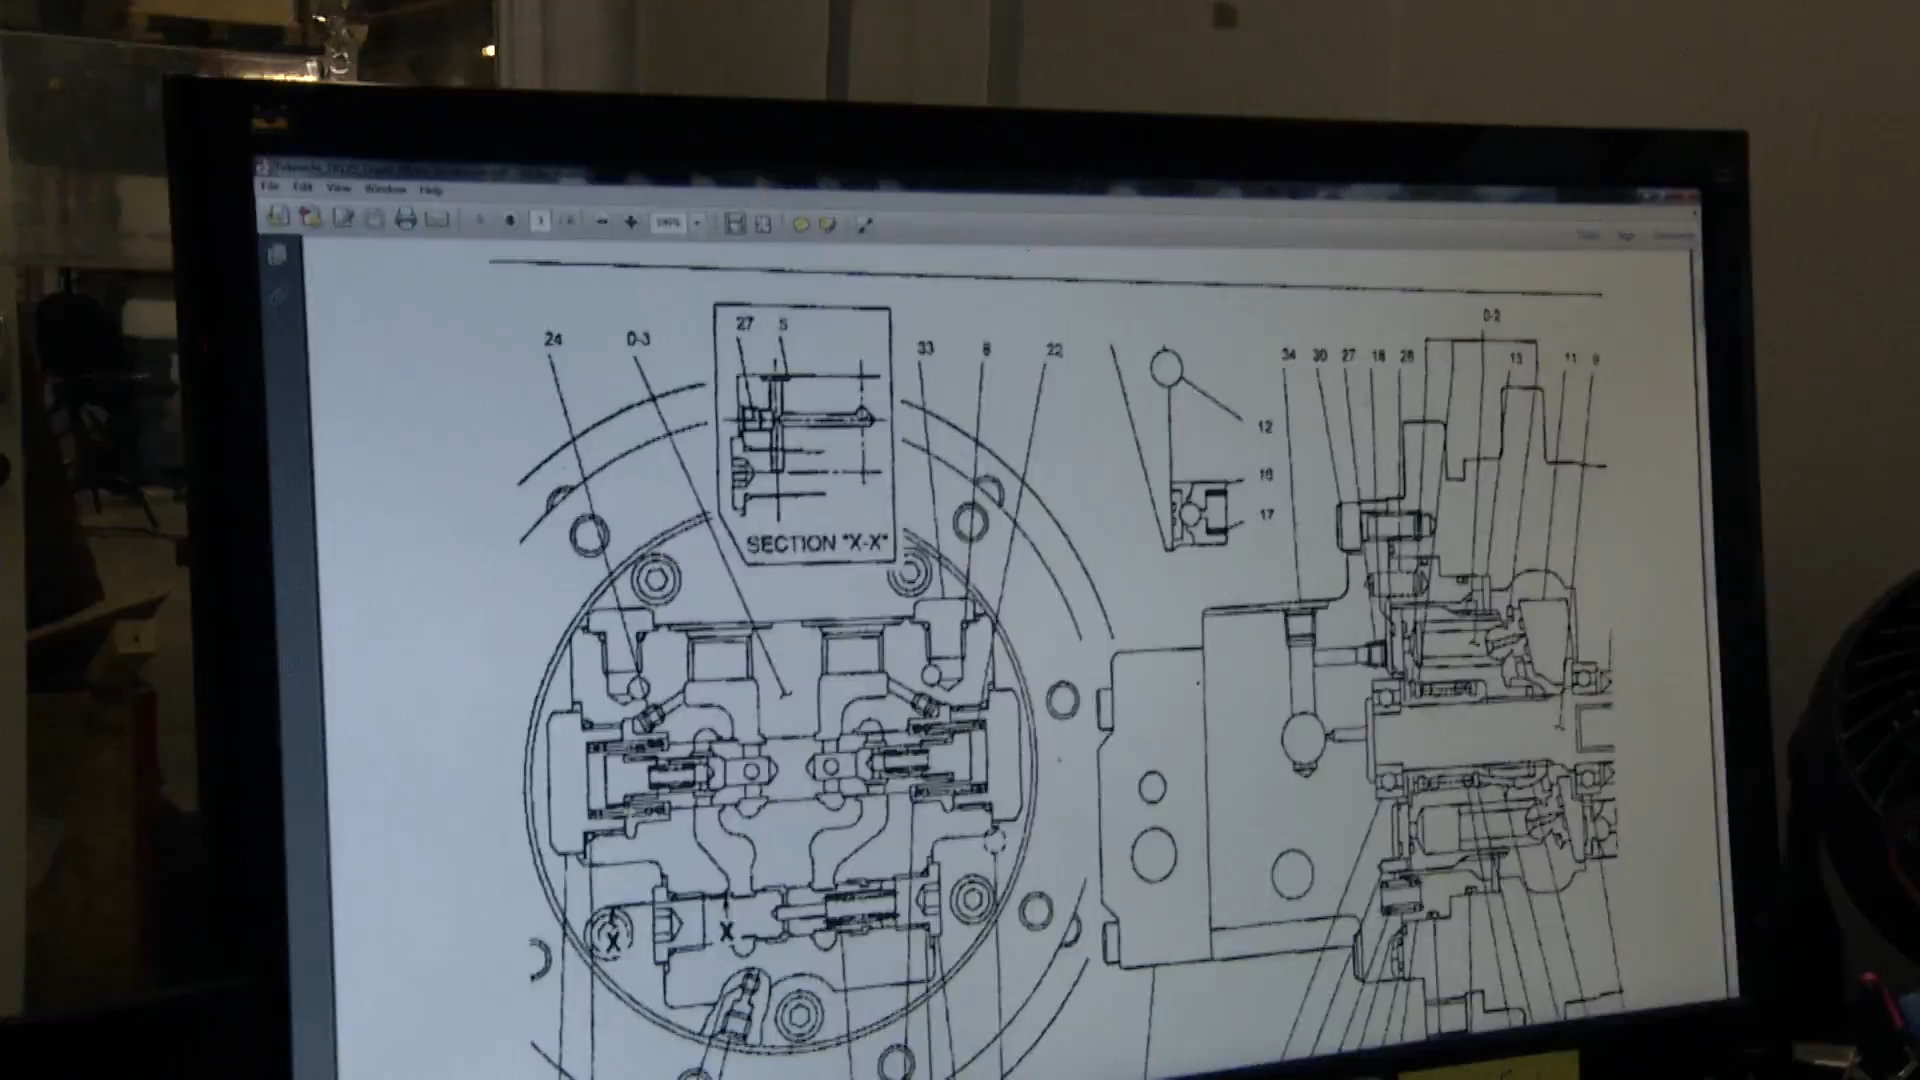 File Edit View Window Help
1
27 5
SECTION "X-X"
24 D-3 33 8 22
X X
12
16
17
34 30 27 18 28 D-2 13 11 9